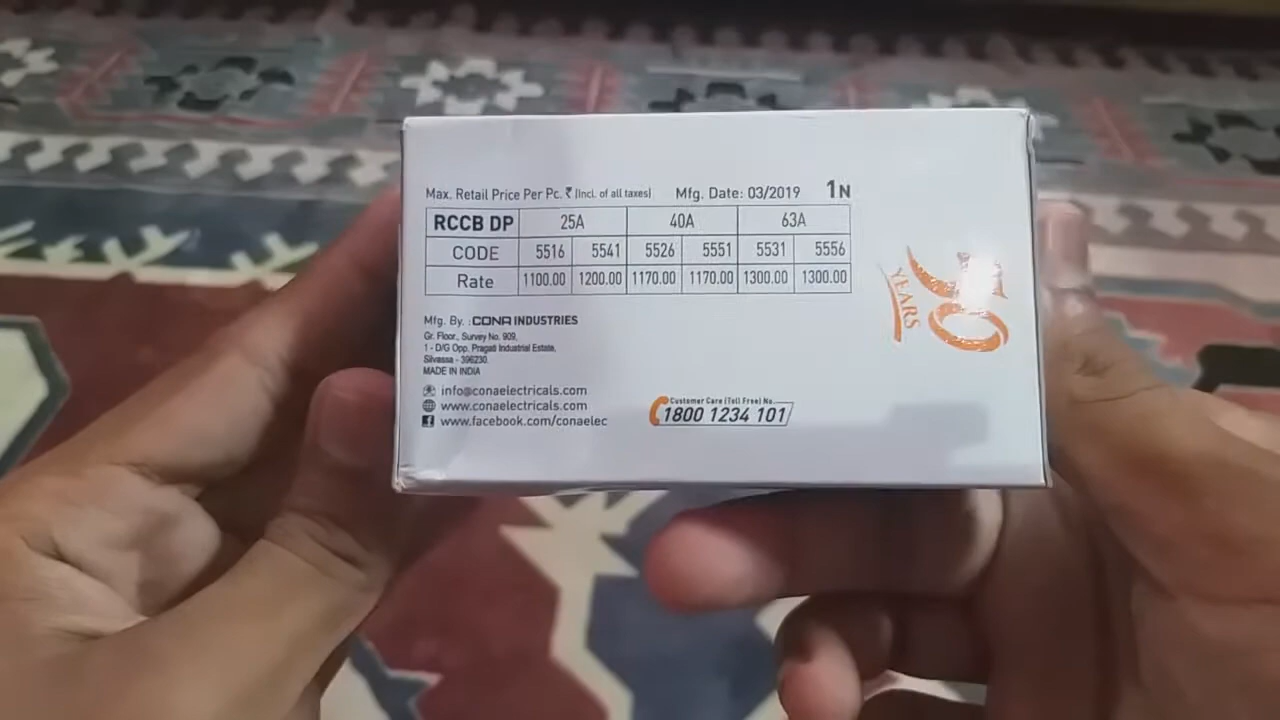 Max. Retail Price Per Pc. ₹ (Incl. of all taxes) Mfg. Date: 03/2019 1N
RCCB DP 25A 40A 63A
CODE 5516 5541 5526 5551 5531 5556
Rate 1100.00 1200.00 1170.00 1170.00 1300.00 1300.00
YEARS
Mfg. By. : CONA INDUSTRIES
Gr. Floor., Survey No. 909,
1 - D/G Opp. Pragati Industrial Estate,
Silvassa - 396230.
MADE IN INDIA
info@conaelectricals.com
www.conaelectricals.com
www.facebook.com/conaelec
Customer Care (Toll Free) No.
1800 1234 101